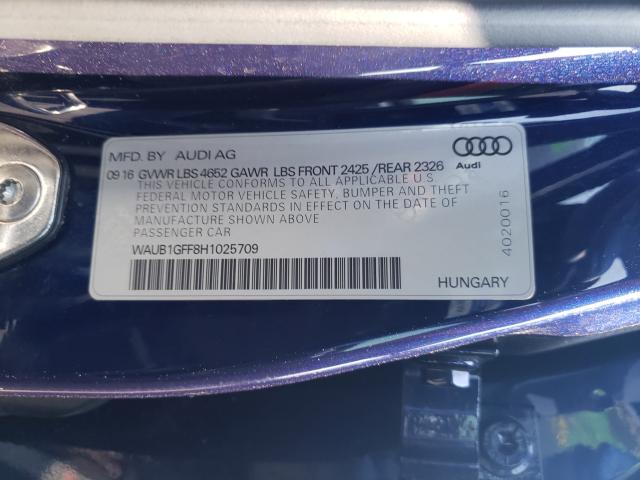 MFD. BY AUDI AG
Audi
09 16 GVWR LBS 4652 GAWR LBS FRONT 2425 /REAR 2326
THIS VEHICLE CONFORMS TO ALL APPLICABLE U.S.
FEDERAL MOTOR VEHICLE SAFETY, BUMPER AND THEFT
PREVENTION STANDARDS IN EFFECT ON THE DATE OF
MANUFACTURE SHOWN ABOVE
PASSENGER CAR
WAUB1GFF8H1025709
4020016
HUNGARY